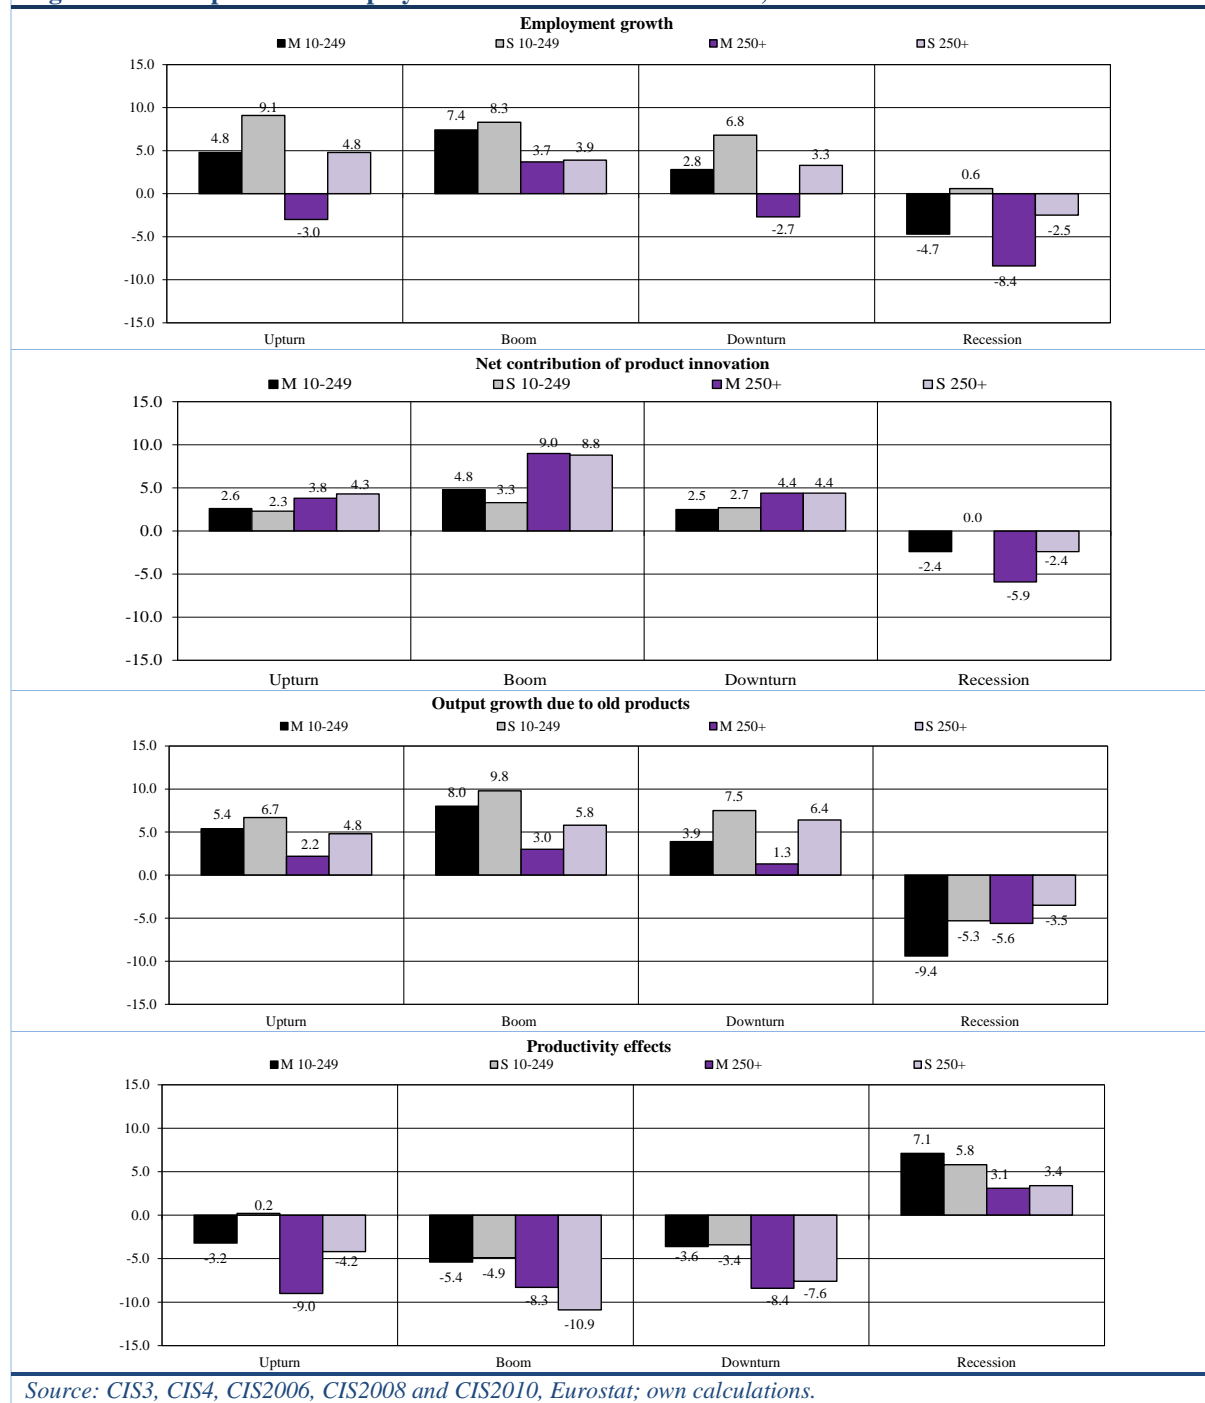 Employment growth
M 10-249 S 10-249 M 250+ S 250+
15.0
10.0
5.0
0.0
-5.0
-10.0
-15.0
4.8 9.1 -3.0 4.8
7.4 8.3 3.7 3.9
2.8 6.8 -2.7 3.3
-4.7 0.6 -8.4 -2.5
Upturn Boom Downturn Recession
Net contribution of product innovation
M 10-249 S 10-249 M 250+ S 250+
15.0
10.0
5.0
0.0
-5.0
-10.0
-15.0
2.6 2.3 3.8 4.3
4.8 3.3 9.0 8.8
2.5 2.7 4.4 4.4
-2.4 0.0 -5.9 -2.4
Upturn Boom Downturn Recession
Output growth due to old products
M 10-249 S 10-249 M 250+ S 250+
15.0
10.0
5.0
0.0
-5.0
-10.0
-15.0
5.4 6.7 2.2 4.8
8.0 9.8 3.0 5.8
3.9 7.5 1.3 6.4
-9.4 -5.3 -5.6 -3.5
Upturn Boom Downturn Recession
Productivity effects
M 10-249 S 10-249 M 250+ S 250+
15.0
10.0
5.0
0.0
-5.0
-10.0
-15.0
-3.2 0.2 -9.0 -4.2
-5.4 -4.9 -8.3 -10.9
-3.6 -3.4 -8.4 -7.6
7.1 5.8 3.1 3.4
Upturn Boom Downturn Recession
Source: CIS3, CIS4, CIS2006, CIS2008 and CIS2010, Eurostat; own calculations.